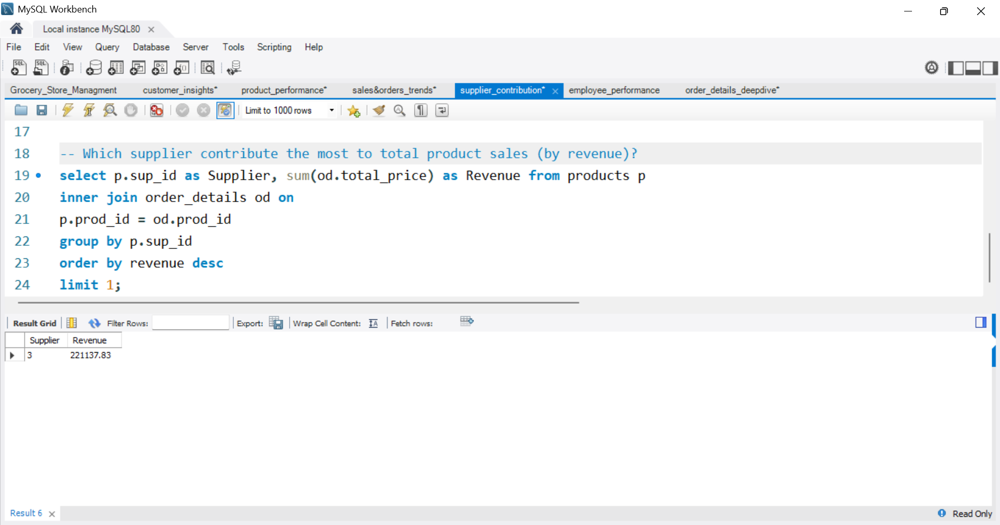 MySQL Workbench
Local instance MySQL80
File Edit View Query Database Server Tools Scripting Help
SQL SQL
Grocery_Store_Managment customer_insights* product_performance* sales&orders_trends* supplier_contribution* employee_performance order_details_deepdive*
Limit to 1000 rows
17
18 -- Which supplier contribute the most to total product sales (by revenue)?
19 select p.sup_id as Supplier, sum(od.total_price) as Revenue from products p
20 inner join order_details od on
21 p.prod_id = od.prod_id
22 group by p.sup_id
23 order by revenue desc
24 limit 1;
Result Grid Filter Rows: Export: Wrap Cell Content: Fetch rows:
Supplier Revenue
3 221137.83
Result 6 Read Only